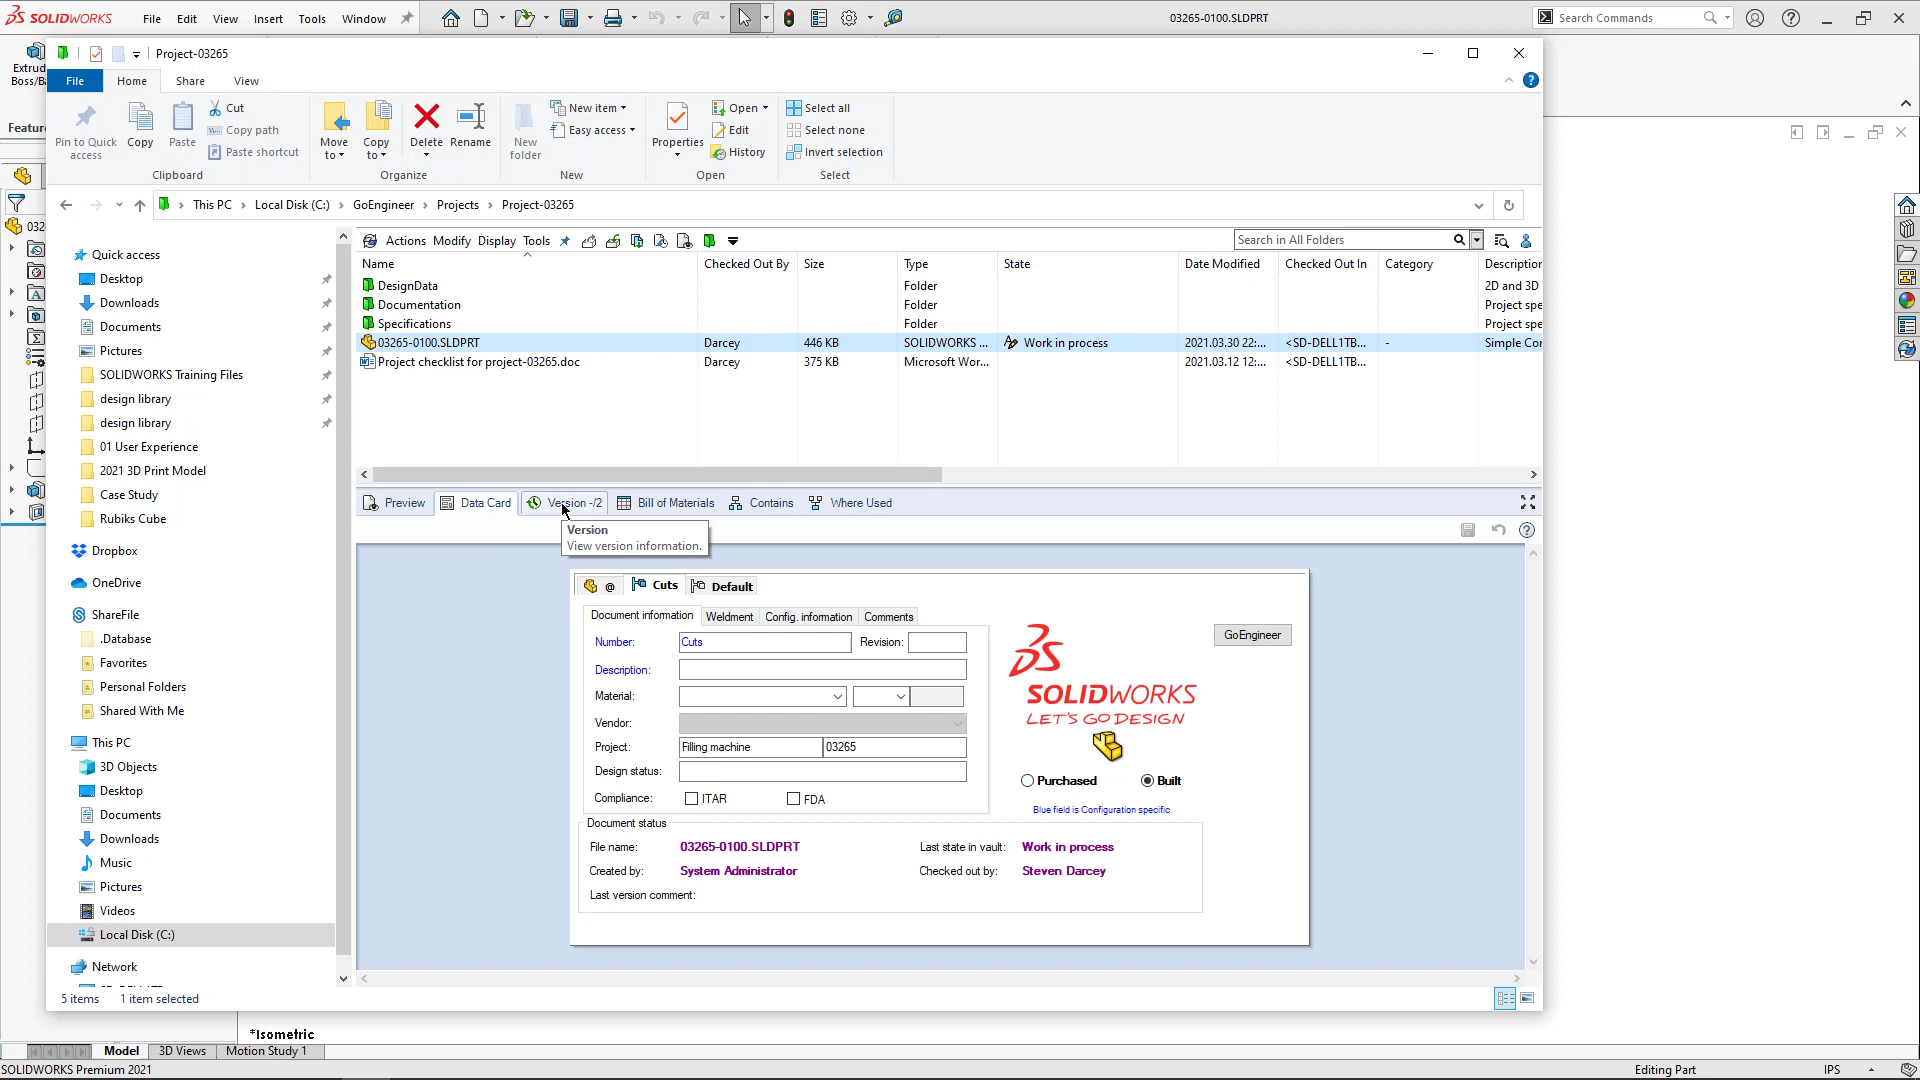 SOLIDWORKS File Edit View Insert Tools Window 03265-0100.SLDPRT Search Commands
Project-03265
Extrud
Boss/Ba
Featur
File Home Share View
Pin to Quick access
Copy
Paste
Cut
Copy path
Paste shortcut
Clipboard
Move to
Copy to
Delete
Rename
Organize
New folder
New item
Easy access
New
Properties
Open
Edit
History
Open
Select all
Select none
Invert selection
Select
This PC > Local Disk (C:) > GoEngineer > Projects > Project-03265
032
Quick access
Desktop
Downloads
Documents
Pictures
SOLIDWORKS Training Files
design library
design library
01 User Experience
2021 3D Print Model
Case Study
Rubiks Cube
Dropbox
OneDrive
ShareFile
.Database
Favorites
Personal Folders
Shared With Me
This PC
3D Objects
Desktop
Documents
Downloads
Music
Pictures
Videos
Local Disk (C:)
Network
Actions Modify Display Tools Search in All Folders
Name Checked Out By Size Type State Date Modified Checked Out In Category Description
DesignData Folder 2D and 3D
Documentation Folder Project spe
Specifications Folder Project spe
03265-0100.SLDPRT Darcey 446 KB SOLIDWORKS ... Work in process 2021.03.30 22:... <SD-DELL1TB... - Simple Cor
Project checklist for project-03265.doc Darcey 375 KB Microsoft Wor... 2021.03.12 12:... <SD-DELL1TB...
Preview Data Card Version -/2 Bill of Materials Contains Where Used
Version
View version information.
@ Cuts Default
Document information Weldment Config. information Comments
Number: Cuts Revision:
Description:
Material:
Vendor:
Project: Filling machine 03265
Design status:
Compliance: ITAR FDA
GoEngineer
SOLIDWORKS
LET'S GO DESIGN
Purchased Built
Blue field is Configuration specific
Document status
File name: 03265-0100.SLDPRT Last state in vault: Work in process
Created by: System Administrator Checked out by: Steven Darcey
Last version comment:
5 items 1 item selected
*Isometric
Model 3D Views Motion Study 1
SOLIDWORKS Premium 2021 Editing Part IPS